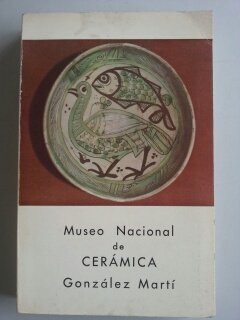 Museo Nacional
de
CERÁMICA
González Martí